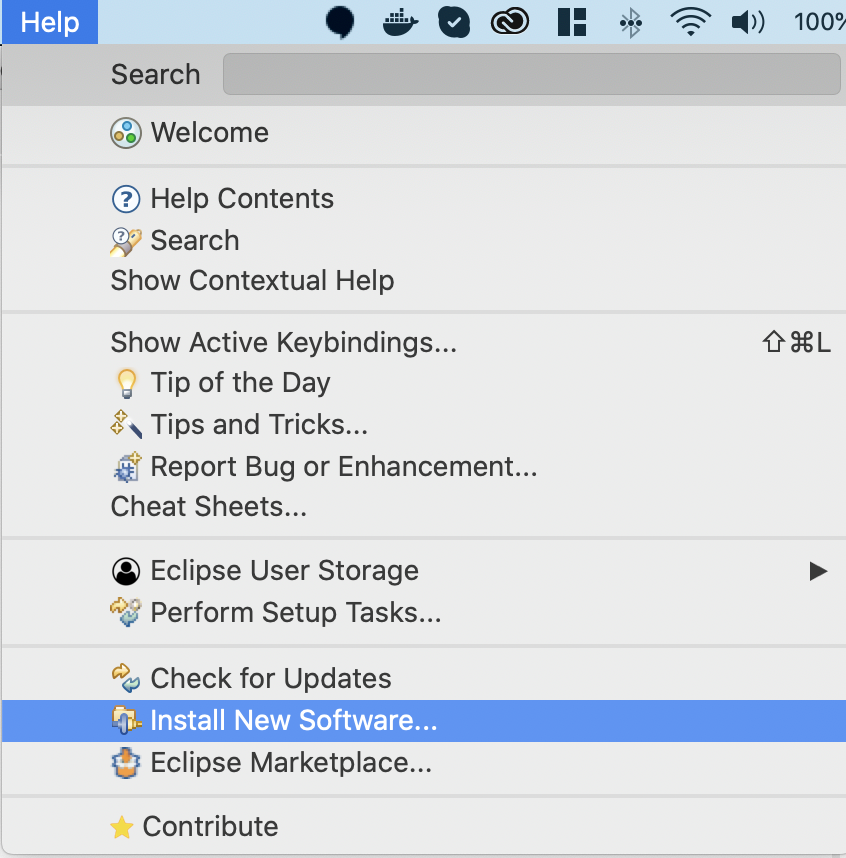 Help 100%
Search
Welcome
Help Contents
Search
Show Contextual Help
Show Active Keybindings... ⇧⌘L
Tip of the Day
Tips and Tricks...
Report Bug or Enhancement...
Cheat Sheets...
Eclipse User Storage
Perform Setup Tasks...
Check for Updates
Install New Software...
Eclipse Marketplace...
Contribute